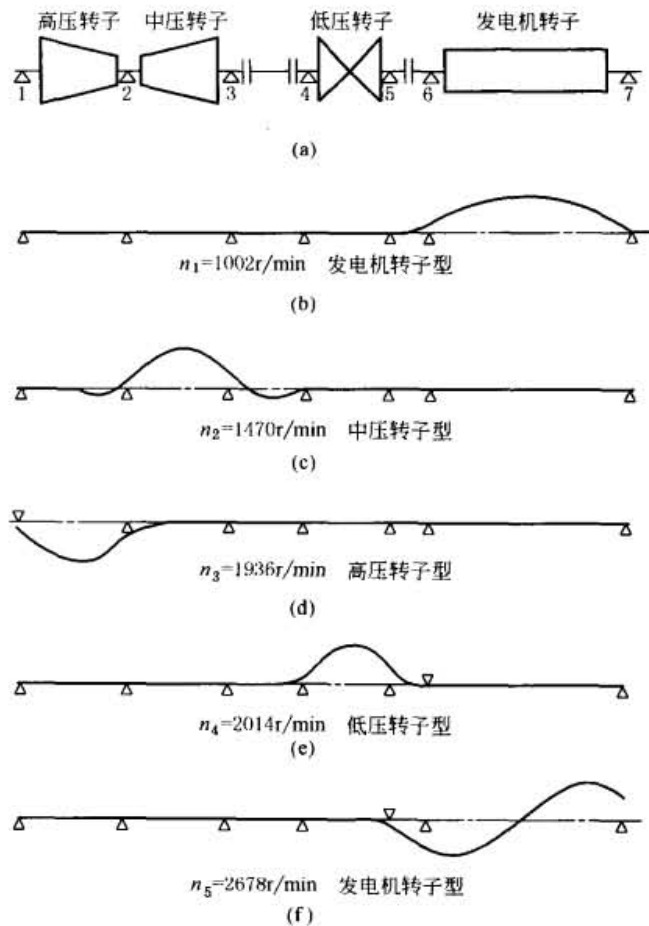 高压转子 中压转子 低压转子 发电机转子
1 2 3 4 5 6 7
(a)
n₁=1002r/min 发电机转子型
(b)
n₂=1470r/min 中压转子型
(c)
n₃=1936r/min 高压转子型
(d)
n₄=2014r/min 低压转子型
(e)
n₅=2678r/min 发电机转子型
(f)